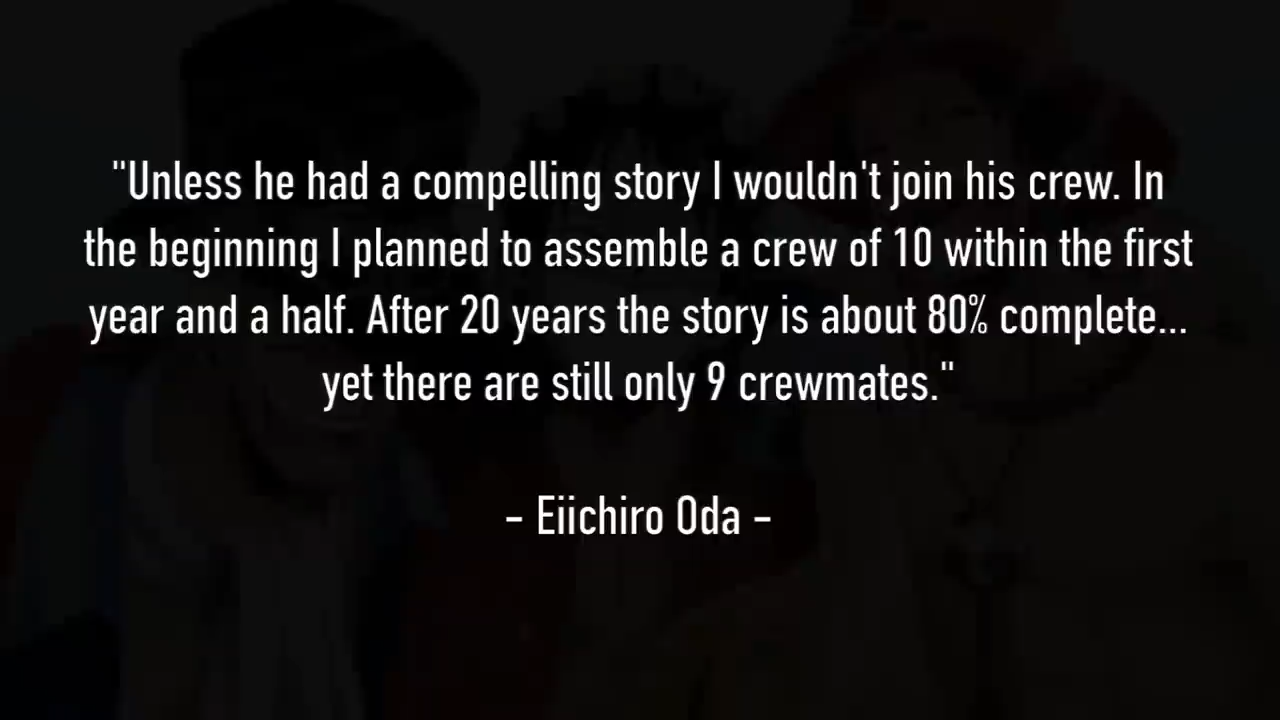 "Unless he had a compelling story I wouldn't join his crew. In
the beginning I planned to assemble a crew of 10 within the first
year and a half. After 20 years the story is about 80% complete...
yet there are still only 9 crewmates."
- Eiichiro Oda -